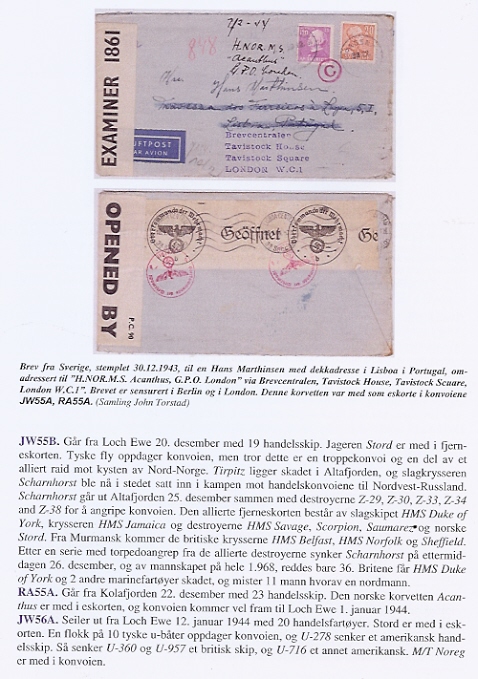 EXAMINER 1861
2/2-44
848
H.NOR.M.S.
"Acanthus"
G.P.O. London
Hans Marthinsen
C
LUFTPOST
PAR AVION
Brevcentralen
Tavistock House
Tavistock Square
LONDON W.C.1
OPENED BY
P.C. 90
Oberkommando der Wehrmacht
Geöffnet
Oberkommando der Wehrmacht
Ge
Brev fra Sverige, stemplet 30.12.1943, til en Hans Marthinsen med dekkadresse i Lisboa i Portugal, om-
adressert til "H.NOR.M.S. Acanthus, G.P.O. London" via Brevcentralen, Tavistock House, Tavistock Scuare,
London W.C.1". Brevet er sensurert i Berlin og i London. Denne korvetten var med som eskorte i konvoiene
JW55A, RA55A. (Samling John Torstad)
JW55B. Går fra Loch Ewe 20. desember med 19 handelsskip. Jageren Stord er med i fjern-
eskorten. Tyske fly oppdager konvoien, men tror dette er en troppekonvoi og en del av et
alliert raid mot kysten av Nord-Norge. Tirpitz ligger skadet i Altafjorden, og slagkrysseren
Scharnhorst ble nå i stedet satt inn i kampen mot handelskonvoiene til Nordvest-Russland.
Scharnhorst går ut Altafjorden 25. desember sammen med destroyerne Z-29, Z-30, Z-33, Z-34
and Z-38 for å angripe konvoien. Den allierte fjerneskorten består av slagskipet HMS Duke of
York, krysseren HMS Jamaica og destroyerne HMS Savage, Scorpion, Saumarez og norske
Stord. Fra Murmansk kommer de britiske krysserne HMS Belfast, HMS Norfolk og Sheffield.
Etter en serie med torpedoangrep fra de allierte destroyerne synker Scharnhorst på ettermid-
dagen 26. desember, og av mannskapet på hele 1.968, reddes bare 36. Britene får HMS Duke
of York og 2 andre marinefartøyer skadet, og mister 11 mann hvorav en nordmann.
RA55A. Går fra Kolafjorden 22. desember med 23 handelsskip. Den norske korvetten Acan-
thus er med i eskorten, og konvoien kommer vel fram til Loch Ewe 1. januar 1944.
JW56A. Seiler ut fra Loch Ewe 12. januar 1944 med 20 handelsfartøyer. Stord er med i esk-
orten. En flokk på 10 tyske u-båter oppdager konvoien, og U-278 senker et amerikansk hand-
elsskip. Så senker U-360 og U-957 et britisk skip, og U-716 et annet amerikansk. M/T Noreg
er med i konvoien.